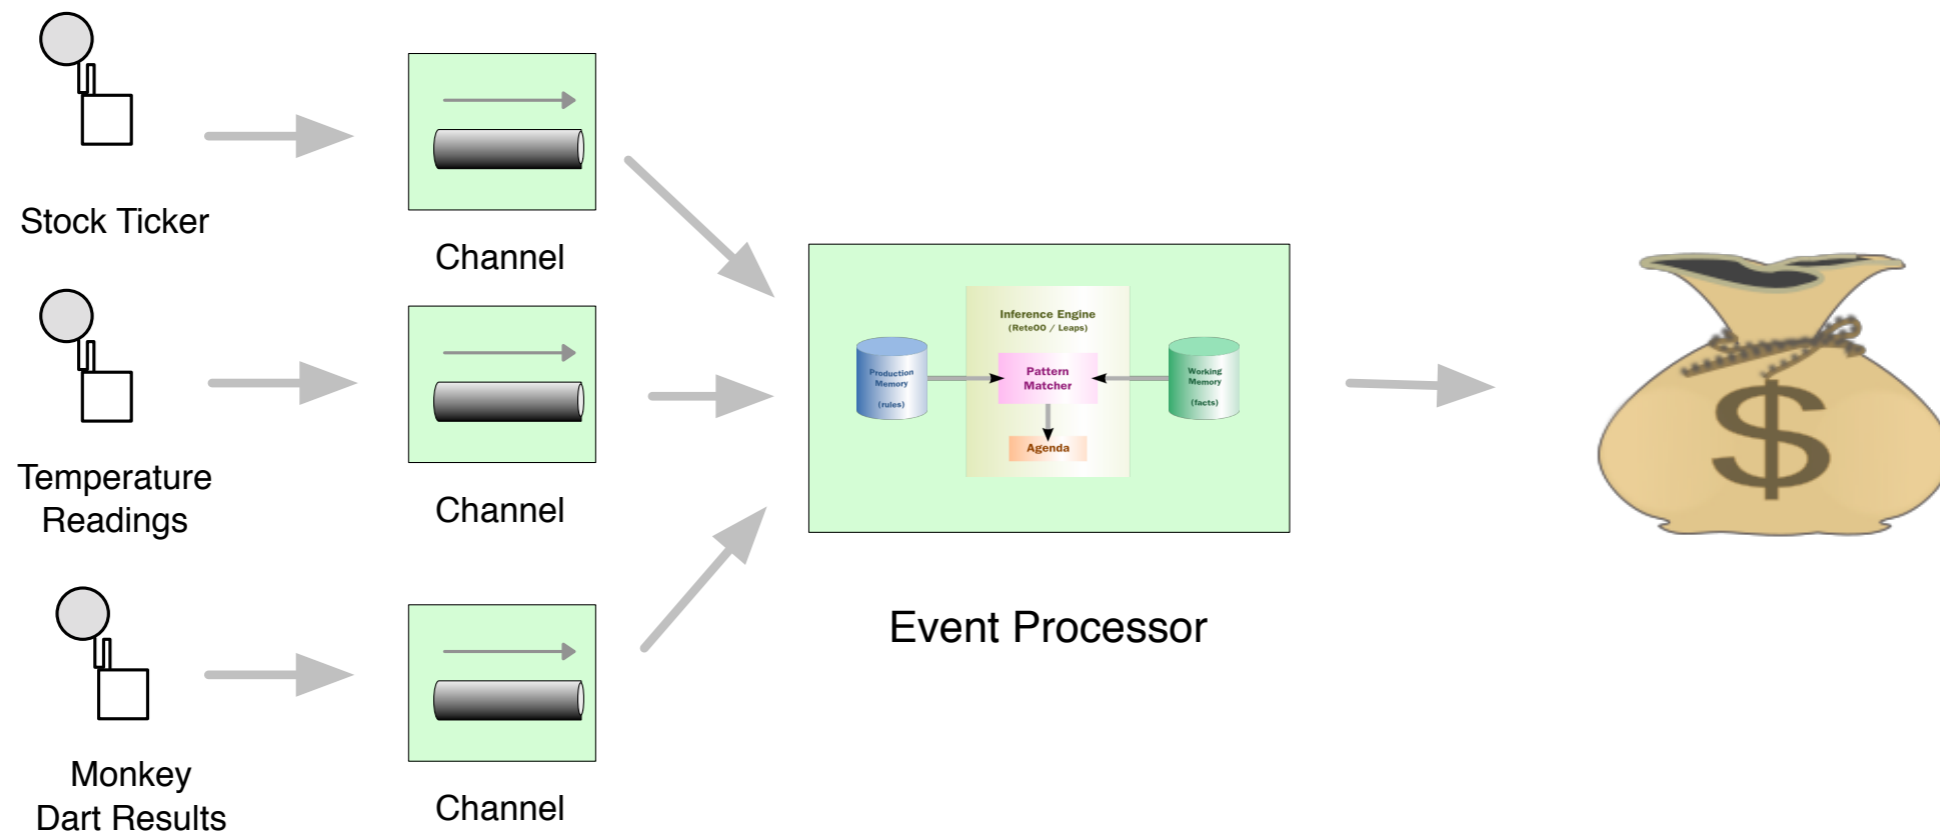 Stock Ticker
Channel
Temperature
Readings
Channel
Monkey
Dart Results
Channel
Inference Engine
(ReteOO / Leaps)
Production
Memory
(rules)
Pattern
Matcher
Working
Memory
(facts)
Agenda
Event Processor
$